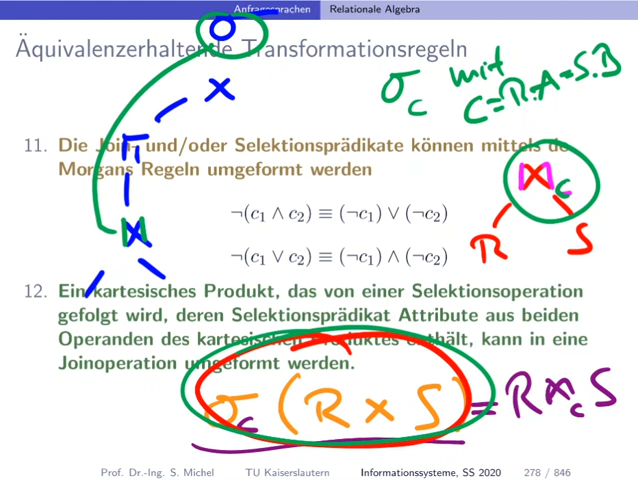 Anfragesprachen Relationale Algebra
Äquivalenzerhaltende Transformationsregeln
σ
×
π
⋈
σ_c mit
C=R.A=S.B
11. Die Join- und/oder Selektionsprädikate können mittels de
Morgans Regeln umgeformt werden
¬(c₁ ∧ c₂) ≡ (¬c₁) ∨ (¬c₂)
¬(c₁ ∨ c₂) ≡ (¬c₁) ∧ (¬c₂)
⋈_c
R S
12. Ein kartesisches Produkt, das von einer Selektionsoperation
gefolgt wird, deren Selektionsprädikat Attribute aus beiden
Operanden des kartesischen Produktes enthält, kann in eine
Joinoperation umgeformt werden.
σ_c (R × S) = R ⋈_c S
Prof. Dr.-Ing. S. Michel TU Kaiserslautern Informationssysteme, SS 2020 278 / 846